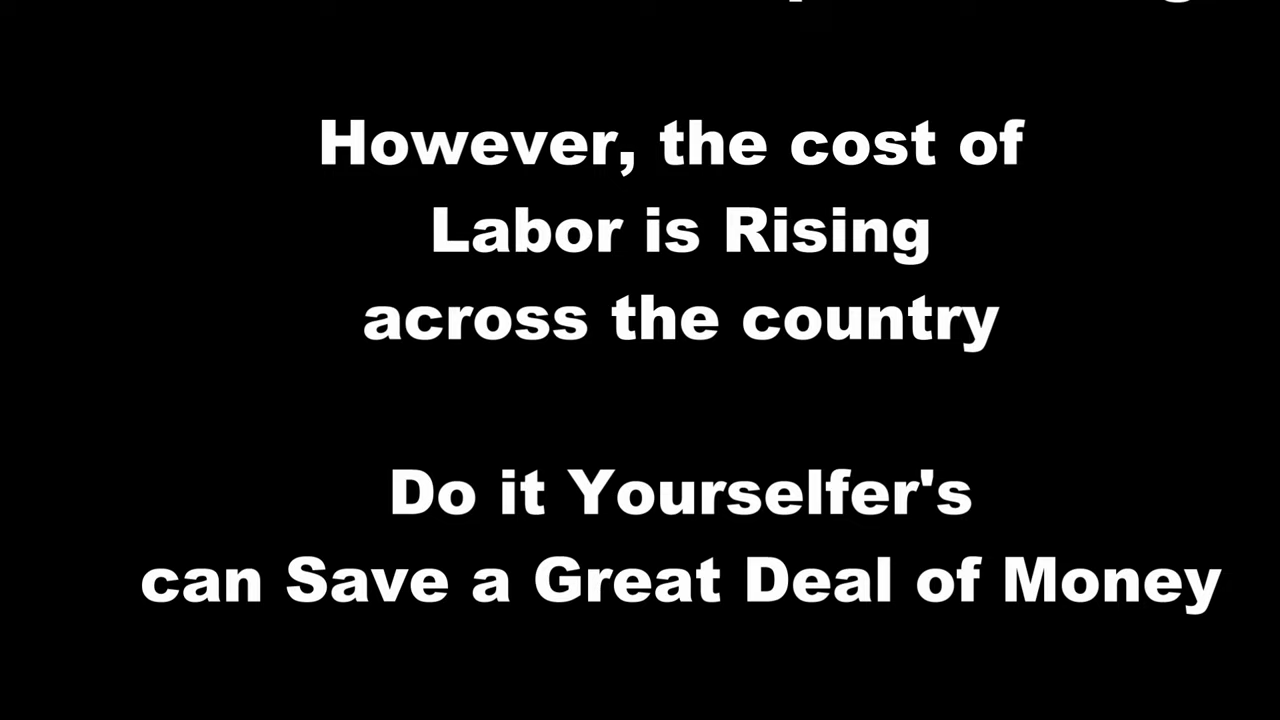 However, the cost of
Labor is Rising
across the country
Do it Yourselfer's
can Save a Great Deal of Money